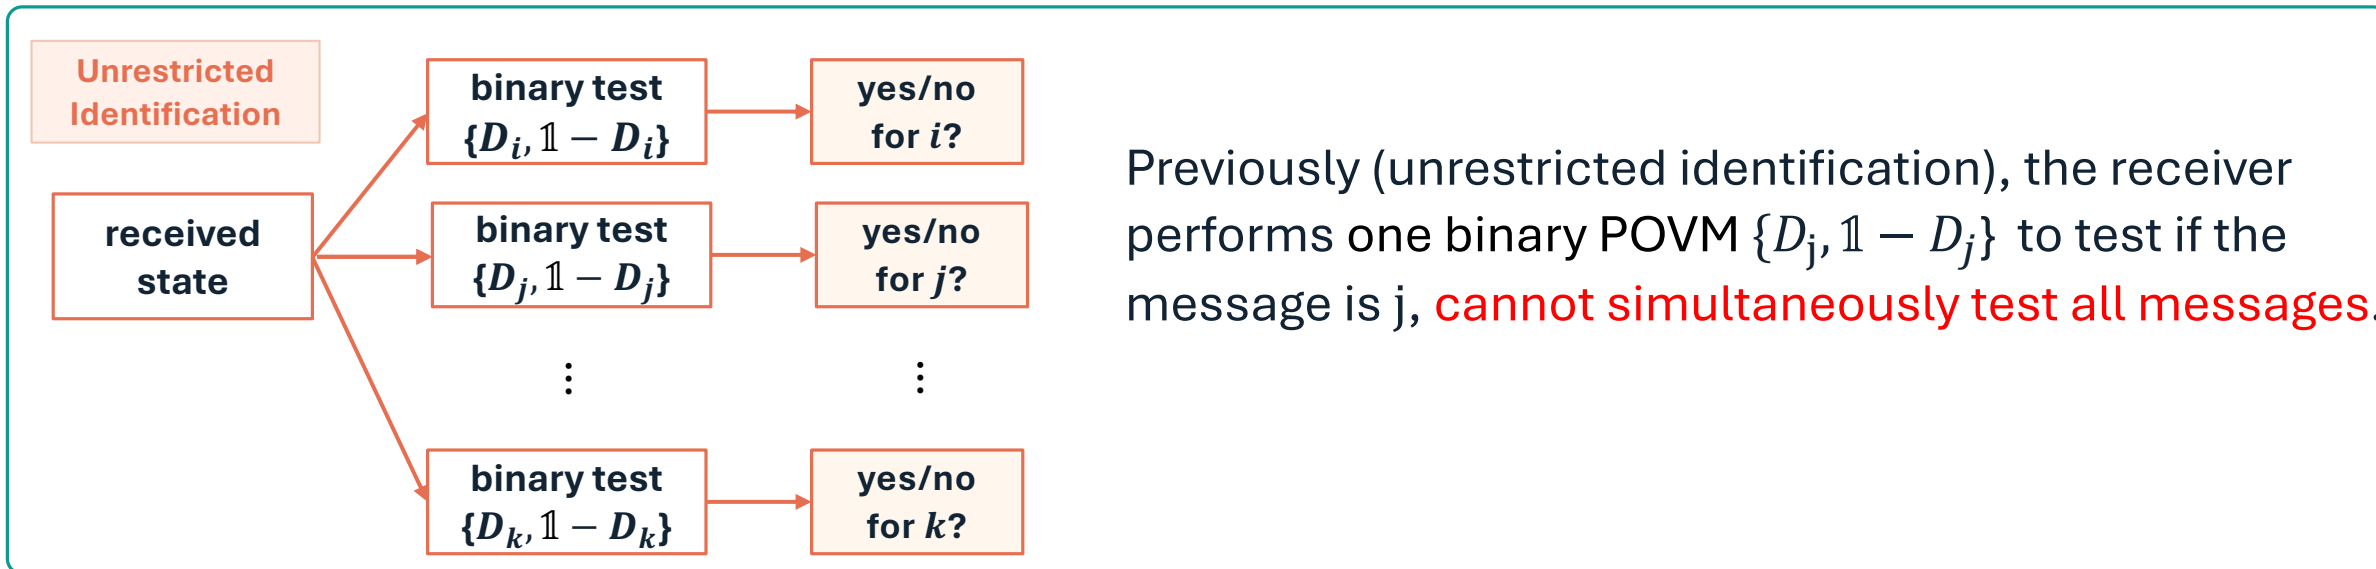 Unrestricted
Identification
received
state
binary test
{D_i, 𝟙 − D_i}
yes/no
for i?
binary test
{D_j, 𝟙 − D_j}
yes/no
for j?
⋮ ⋮
binary test
{D_k, 𝟙 − D_k}
yes/no
for k?
Previously (unrestricted identification), the receiver
performs one binary POVM {D_j, 𝟙 − D_j} to test if the
message is j, cannot simultaneously test all messages.